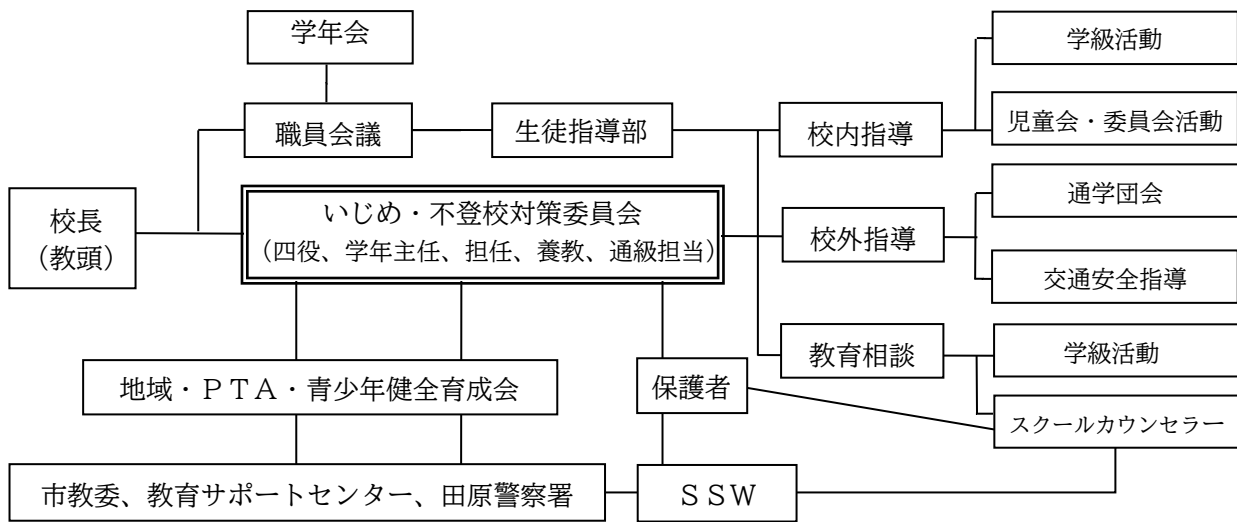 学年会
学級活動
職員会議
生徒指導部
校内指導
児童会・委員会活動
校長
（教頭）
いじめ・不登校対策委員会
（四役、学年主任、担任、養教、通級担当）
校外指導
通学団会
交通安全指導
教育相談
学級活動
地域・ＰＴＡ・青少年健全育成会
保護者
スクールカウンセラー
市教委、教育サポートセンター、田原警察署
ＳＳＷ